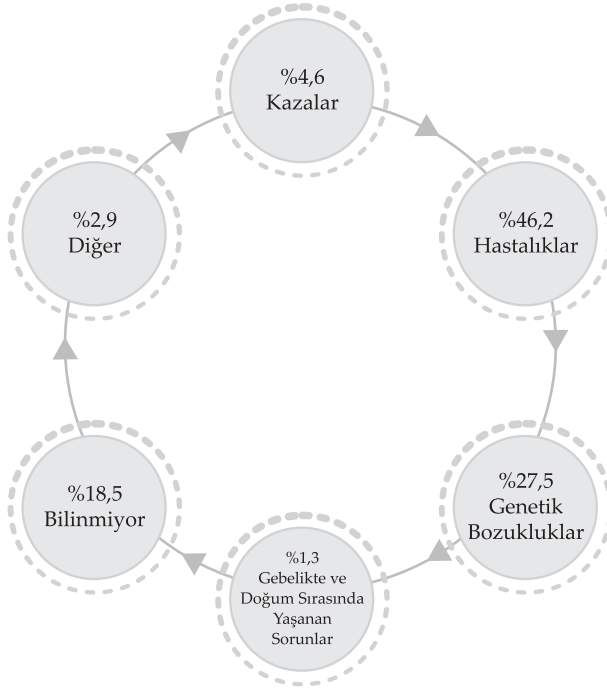 %4,6
Kazalar
%46,2
Hastalıklar
%27,5
Genetik
Bozukluklar
%1,3
Gebelikte ve
Doğum Sırasında
Yaşanan
Sorunlar
%18,5
Bilinmiyor
%2,9
Diğer